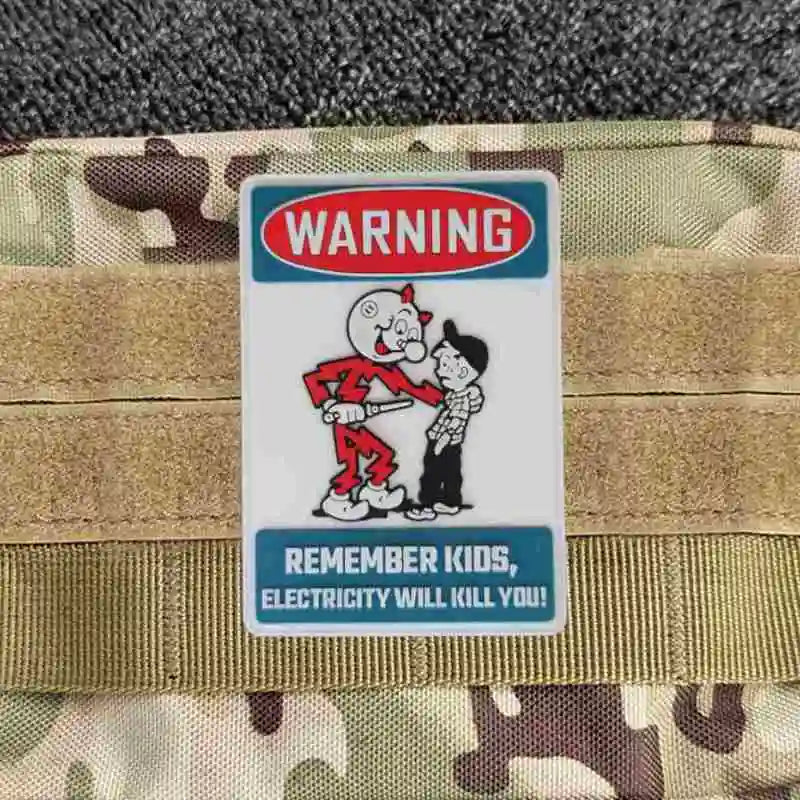 WARNING
REMEMBER KIDS,
ELECTRICITY WILL KILL YOU!